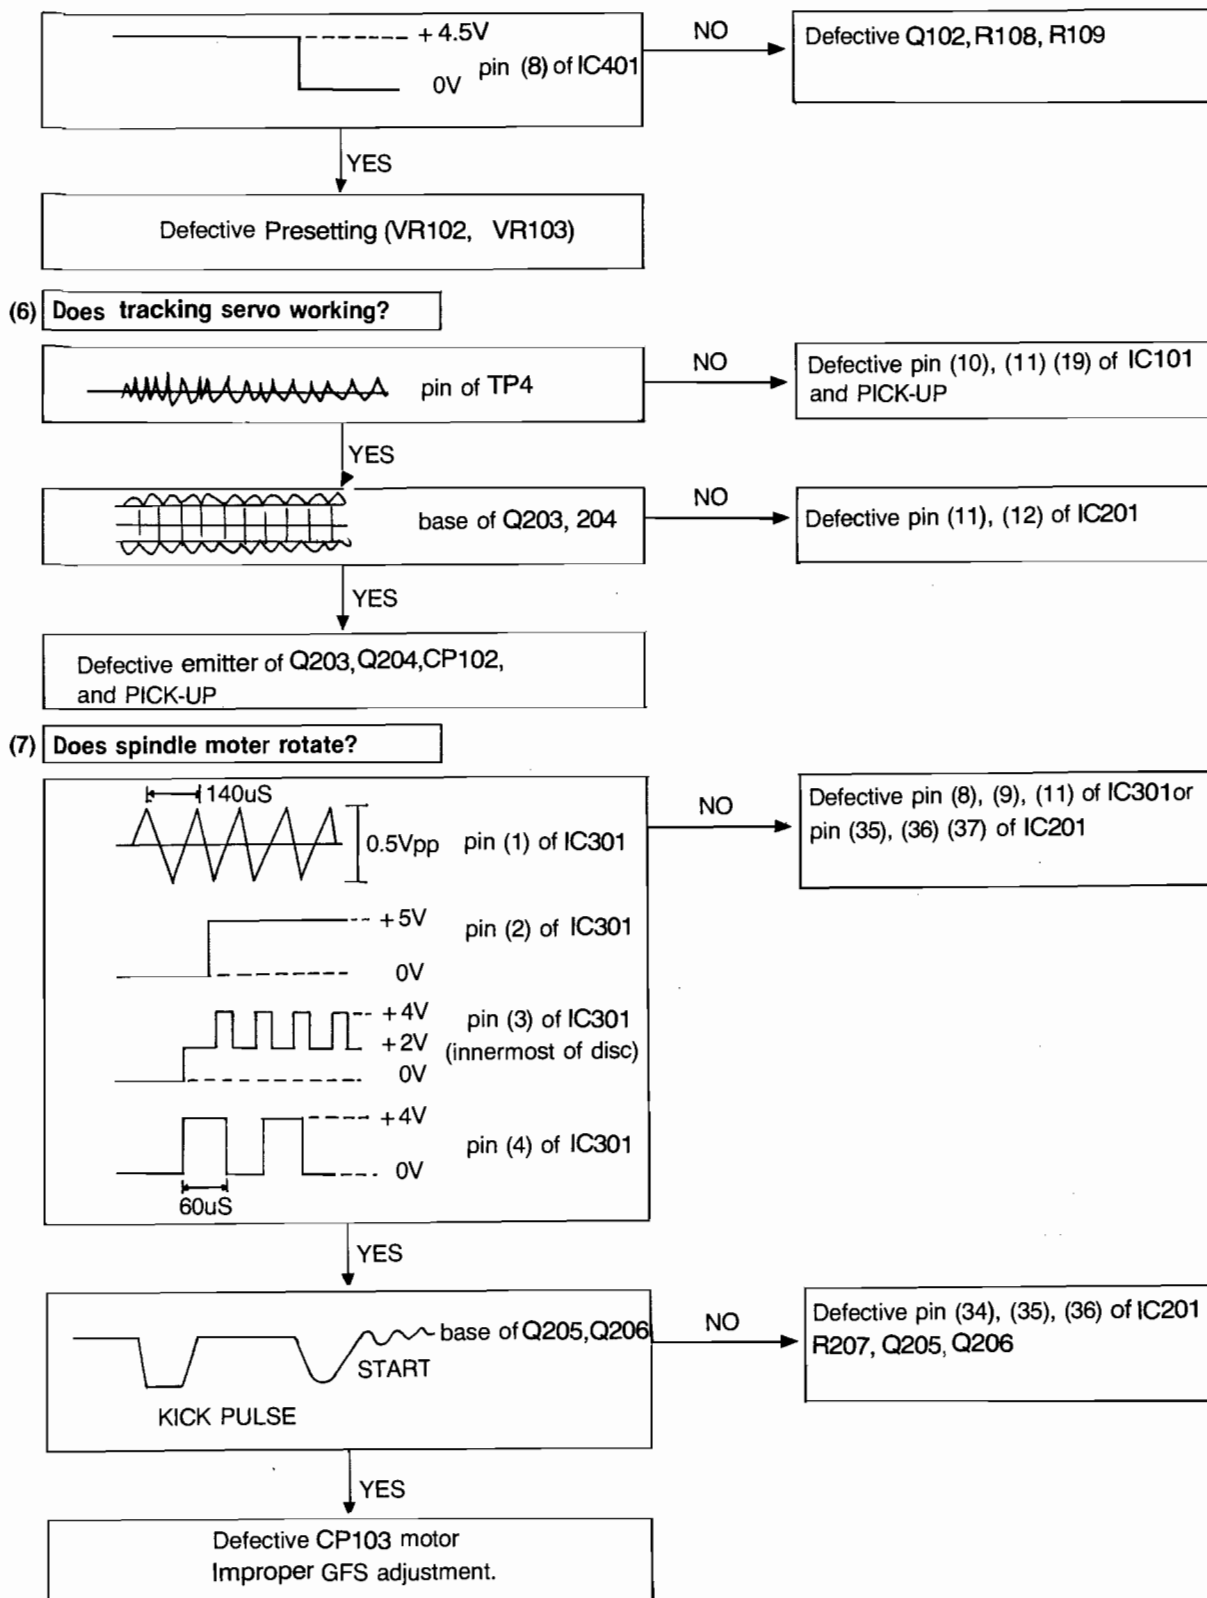 +4.5V
pin (8) of IC401
0V
NO
Defective Q102, R108, R109
YES
Defective Presetting (VR102, VR103)
(6) Does tracking servo working?
pin of TP4
NO
Defective pin (10), (11) (19) of IC101
and PICK-UP
YES
base of Q203, 204
NO
Defective pin (11), (12) of IC201
YES
Defective emitter of Q203, Q204, CP102,
and PICK-UP
(7) Does spindle moter rotate?
140uS
0.5Vpp
pin (1) of IC301
NO
Defective pin (8), (9), (11) of IC301 or
pin (35), (36) (37) of IC201
+5V
pin (2) of IC301
0V
+4V
pin (3) of IC301
+2V
(innermost of disc)
0V
+4V
pin (4) of IC301
0V
60uS
YES
base of Q205, Q206
START
KICK PULSE
NO
Defective pin (34), (35), (36) of IC201
R207, Q205, Q206
YES
Defective CP103 motor
Improper GFS adjustment.